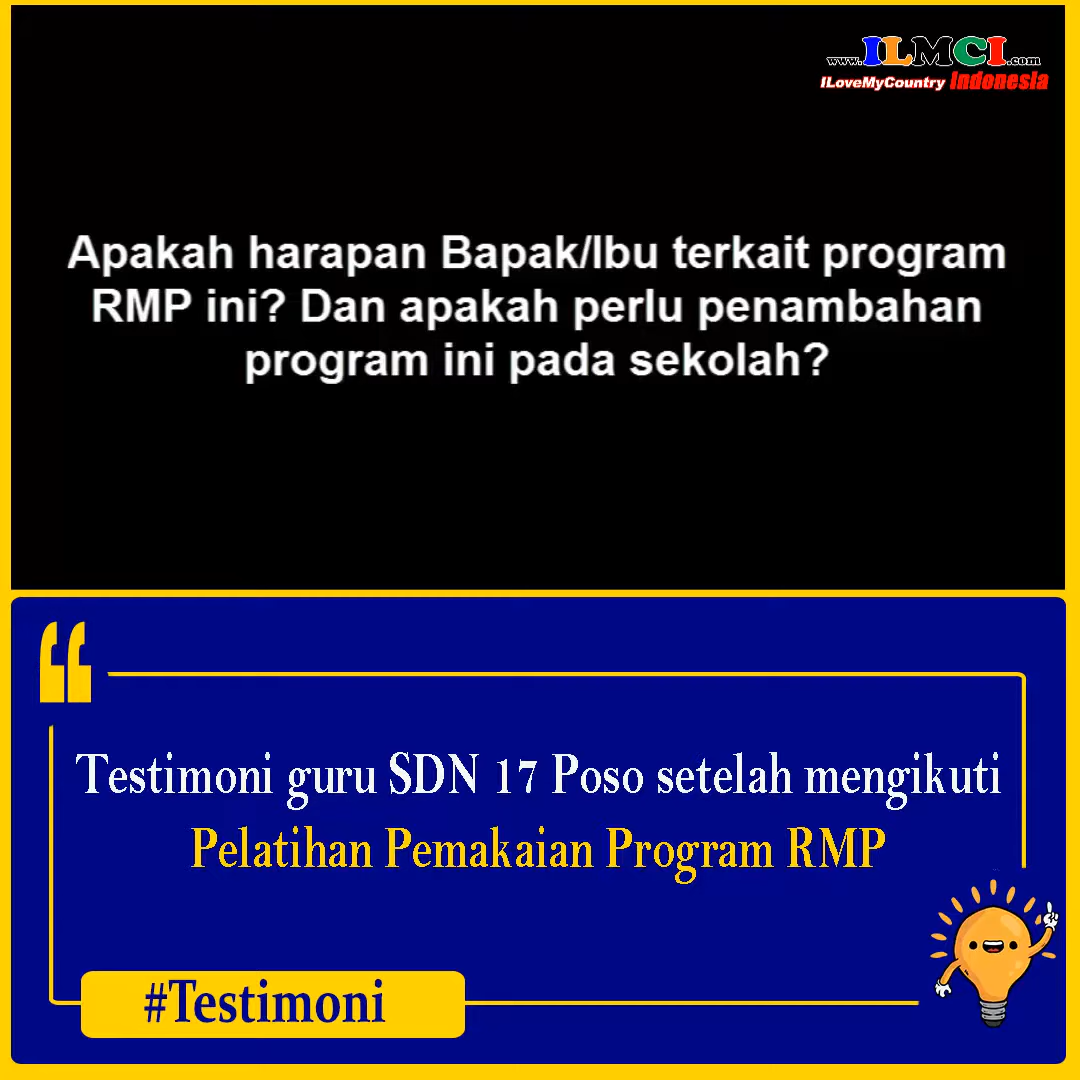 www.ILMCI.com
ILoveMyCountry Indonesia
Apakah harapan Bapak/Ibu terkait program
RMP ini? Dan apakah perlu penambahan
program ini pada sekolah?
Testimoni guru SDN 17 Poso setelah mengikuti
Pelatihan Pemakaian Program RMP
#Testimoni